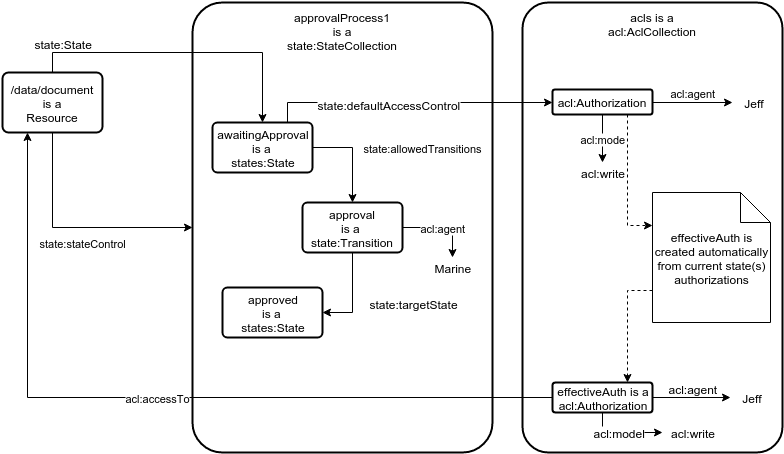 approvalProcess1
is a
state:StateCollection
acls is a
acl:AclCollection
state:State
/data/document
is a
Resource
state:defaultAccessControl
acl:Authorization
acl:agent
Jeff
awaitingApproval
is a
states:State
state:allowedTransitions
acl:mode
acl:write
approval
is a
state:Transition
acl:agent
Marine
state:stateControl
effectiveAuth is
created automatically
from current state(s)
authorizations
approved
is a
states:State
state:targetState
acl:accessTo
effectiveAuth is a
acl:Authorization
acl:agent
Jeff
acl:model
acl:write